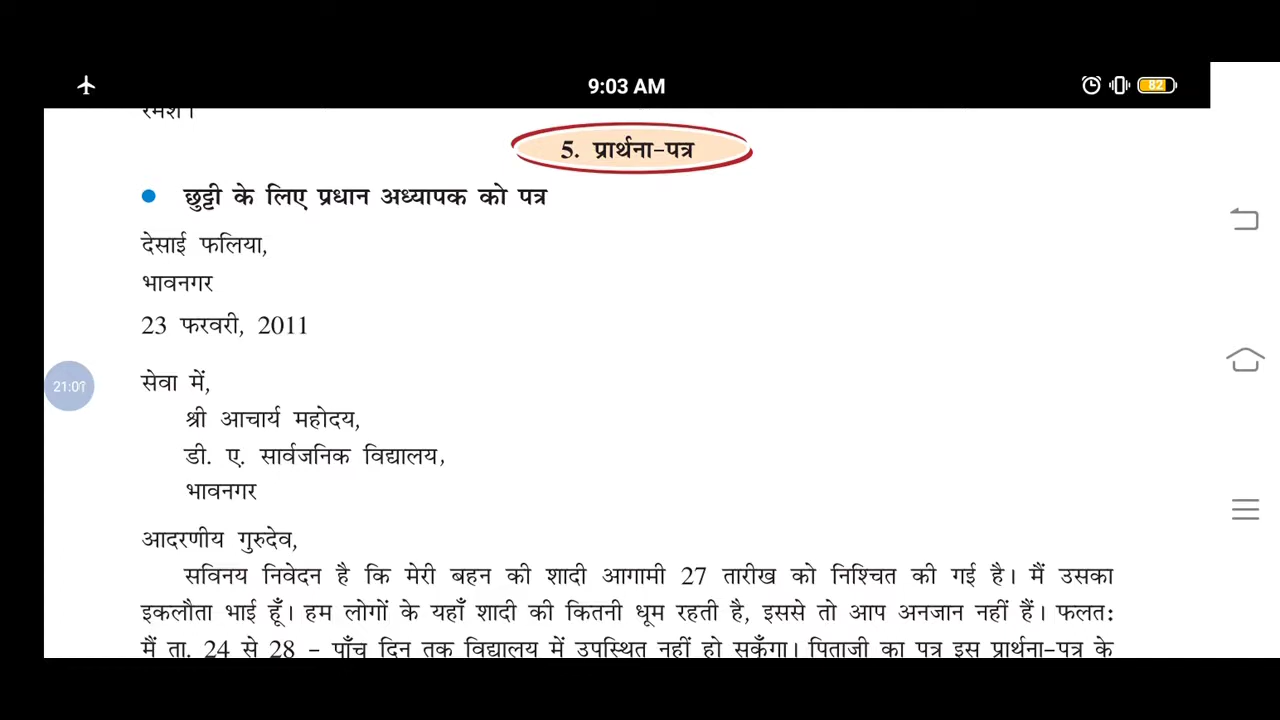 9:03 AM
82
रमश।
5. प्रार्थना-पत्र
छुट्टी के लिए प्रधान अध्यापक को पत्र
देसाई फलिया,
भावनगर
23 फरवरी, 2011
21:01
सेवा में,
श्री आचार्य महोदय,
डी. ए. सार्वजनिक विद्यालय,
भावनगर
आदरणीय गुरुदेव,
सविनय निवेदन है कि मेरी बहन की शादी आगामी 27 तारीख को निश्चित की गई है। मैं उसका
इकलौता भाई हूँ। हम लोगों के यहाँ शादी की कितनी धूम रहती है, इससे तो आप अनजान नहीं हैं। फलतः
मैं ता. 24 से 28 – पाँच दिन तक विद्यालय में उपस्थित नहीं हो सकूँगा। पिताजी का पत्र इस प्रार्थना-पत्र के